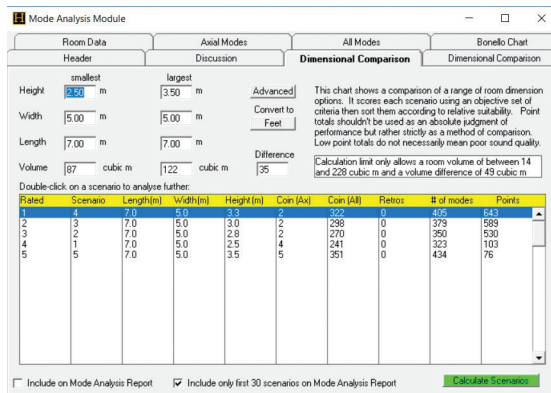 Mode Analysis Module
Room Data Axial Modes All Modes Bonello Chart
Header Discussion Dimensional Comparison Dimensional Comparison
smallest largest
Height 2.50 m 3.50 m Advanced
Width 5.00 m 5.00 m Convert to Feet
Length 7.00 m 7.00 m
Difference
Volume 87 cubic m 122 cubic m 35
This chart shows a comparison of a range of room dimension
options. It scores each scenario using an objective set of
criteria then sort them according to relative suitability. Point
totals shouldn't be used as an absolute judgment of
performance but rather strictly as a method of comparison.
Low point totals do not necessarily mean poor sound quality.
Calculation limit only allows a room volume of between 14
and 228 cubic m and a volume difference of 49 cubic m
Double-click on a scenario to analyse further.
Rated Scenario Length(m) Width(m) Height(m) Coin (Ax) Coin (All) Retros # of modes Points
1 4 7.0 5.0 3.3 2 322 0 405 643
2 3 7.0 5.0 3.0 2 298 0 379 589
3 2 7.0 5.0 2.8 2 270 0 350 530
4 1 7.0 5.0 2.5 4 241 0 323 103
5 5 7.0 5.0 3.5 5 351 0 434 76
Include on Mode Analysis Report Include only first 30 scenarios on Mode Analysis Report Calculate Scenarios